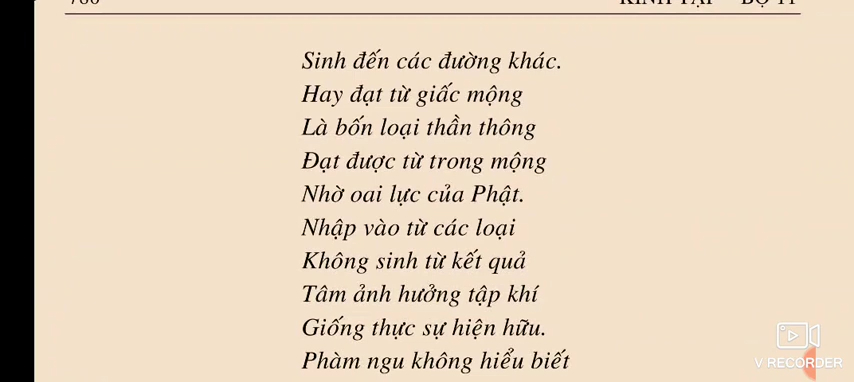 Sinh đến các đường khác.
Hay đạt từ giấc mộng
Là bốn loại thần thông
Đạt được từ trong mộng
Nhờ oai lực của Phật.
Nhập vào từ các loại
Không sinh từ kết quả
Tâm ảnh hưởng tập khí
Giống thực sự hiện hữu.
Phàm ngu không hiểu biết
V RECORDER